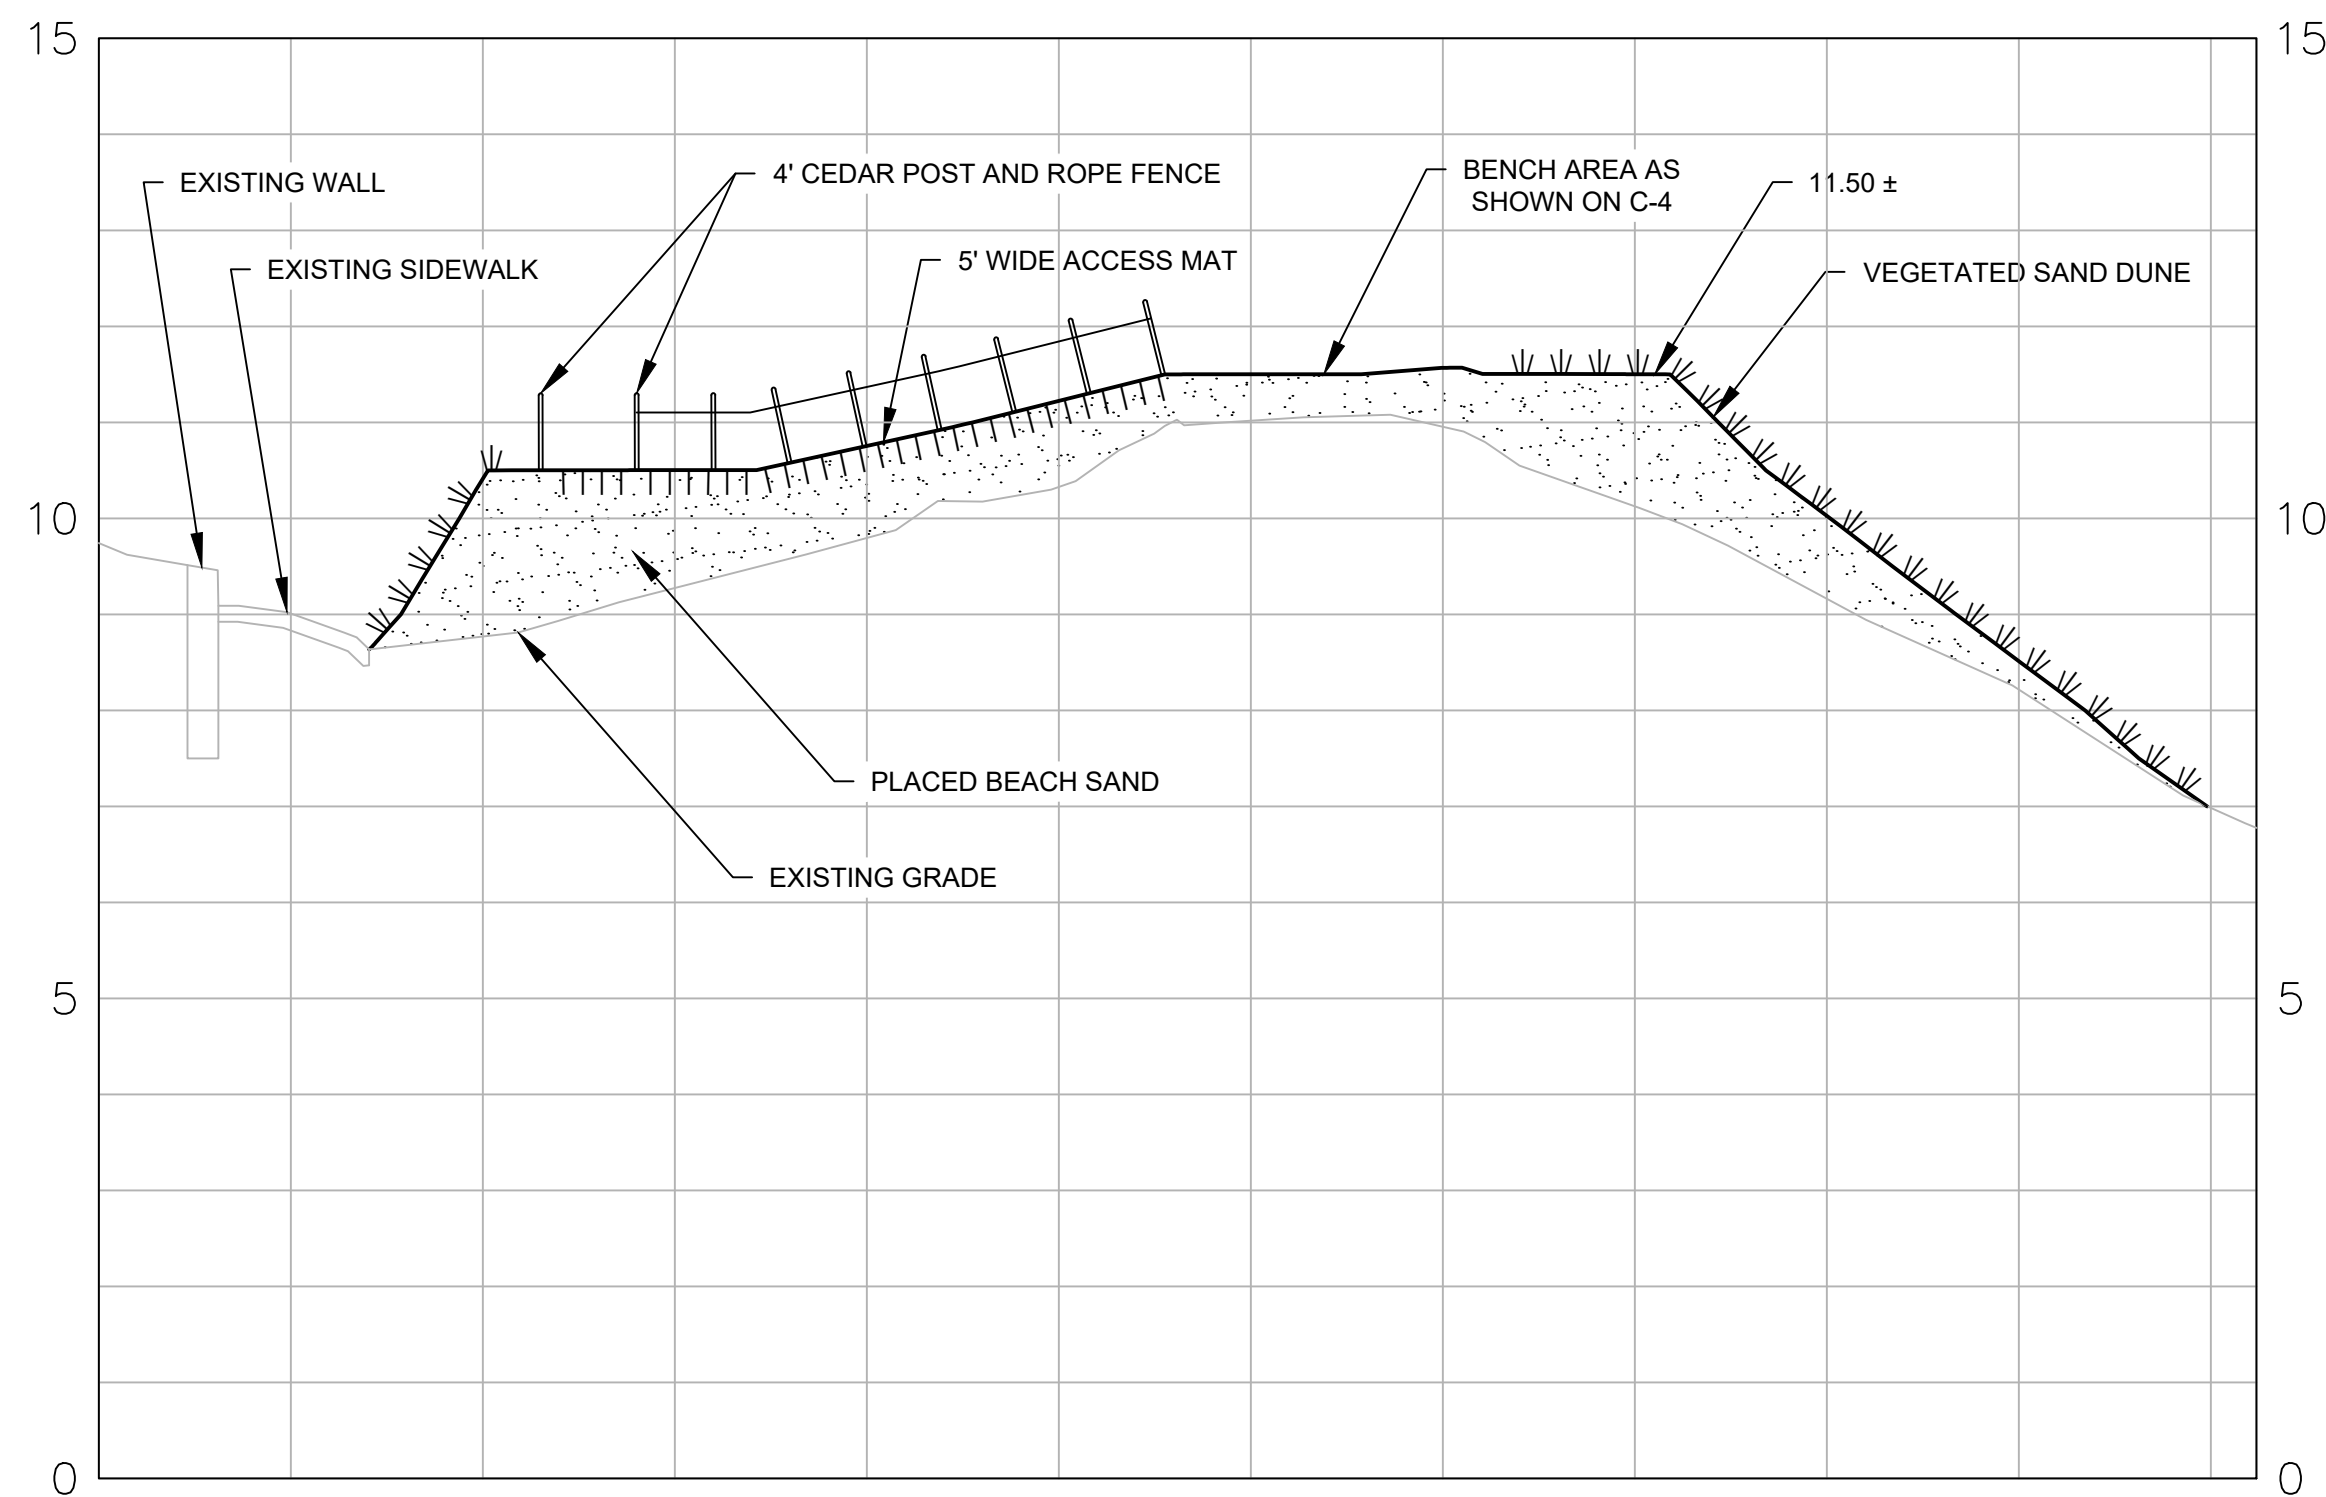 15
15
EXISTING WALL
4' CEDAR POST AND ROPE FENCE
BENCH AREA AS
SHOWN ON C-4
11.50 ±
EXISTING SIDEWALK
5' WIDE ACCESS MAT
VEGETATED SAND DUNE
10
10
PLACED BEACH SAND
EXISTING GRADE
5
5
0
0